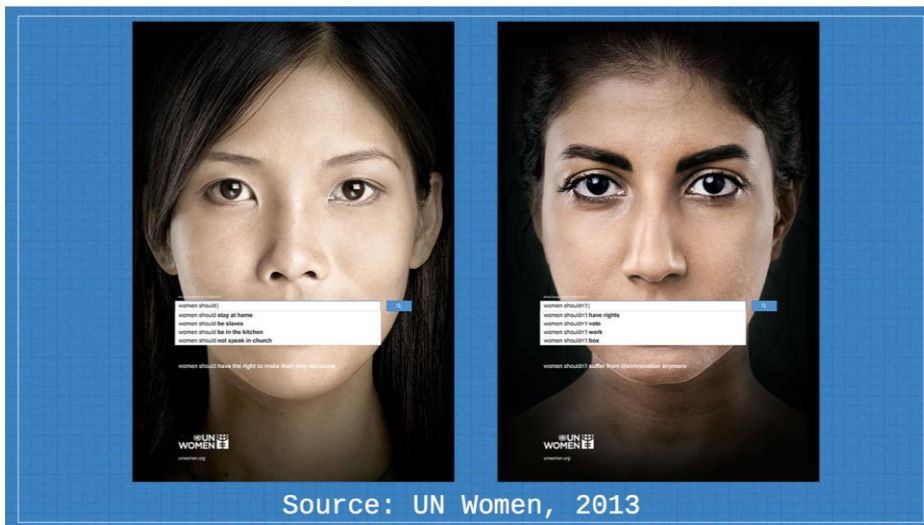 women should
women should stay at home
women should be slaves
women should be in the kitchen
women should not speak in church
women should have the right to make their own decisions
UN
WOMEN
unwomen.org
women shouldn't
women shouldn't have rights
women shouldn't vote
women shouldn't work
women shouldn't box
women shouldn't suffer from discrimination anymore
UN
WOMEN
unwomen.org
Source: UN Women, 2013